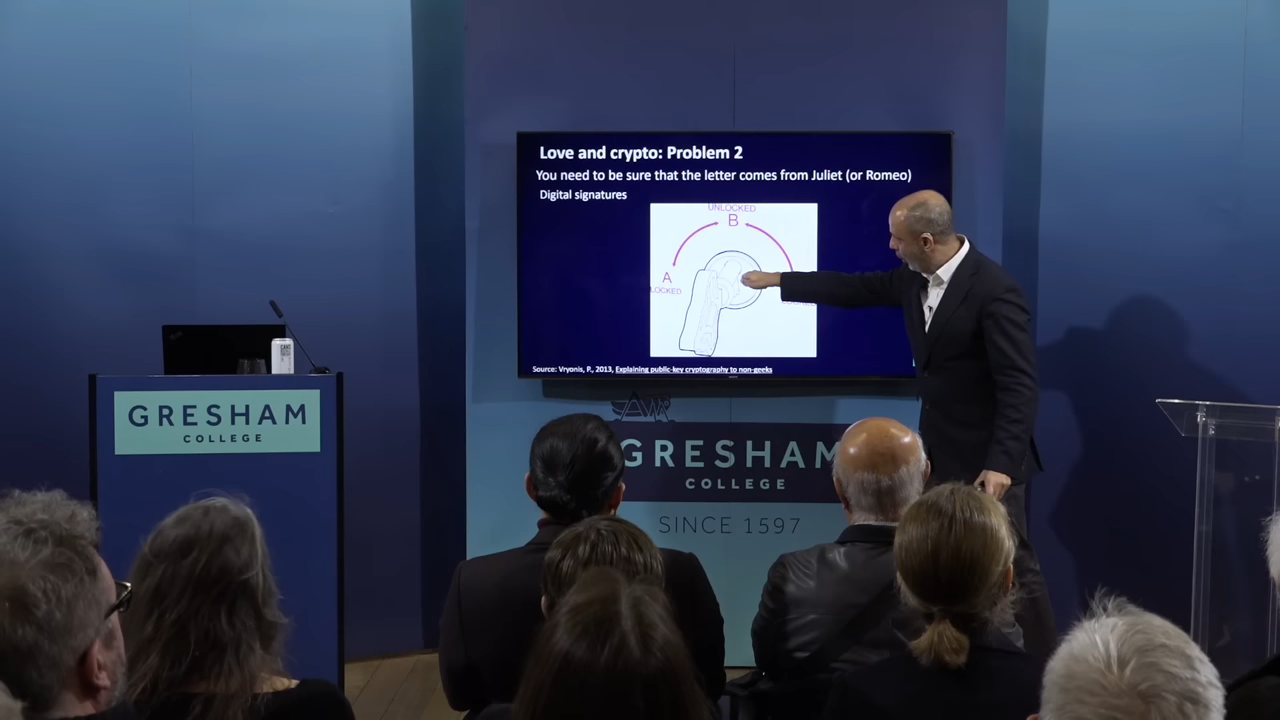 Love and crypto: Problem 2
You need to be sure that the letter comes from Juliet (or Romeo)
Digital signatures
UNLOCKED
B
A
LOCKED
Source: Vryonis, P., 2013, Explaining public-key cryptography to non-geeks
GRESHAM
COLLEGE
GRESHAM
COLLEGE
SINCE 1597